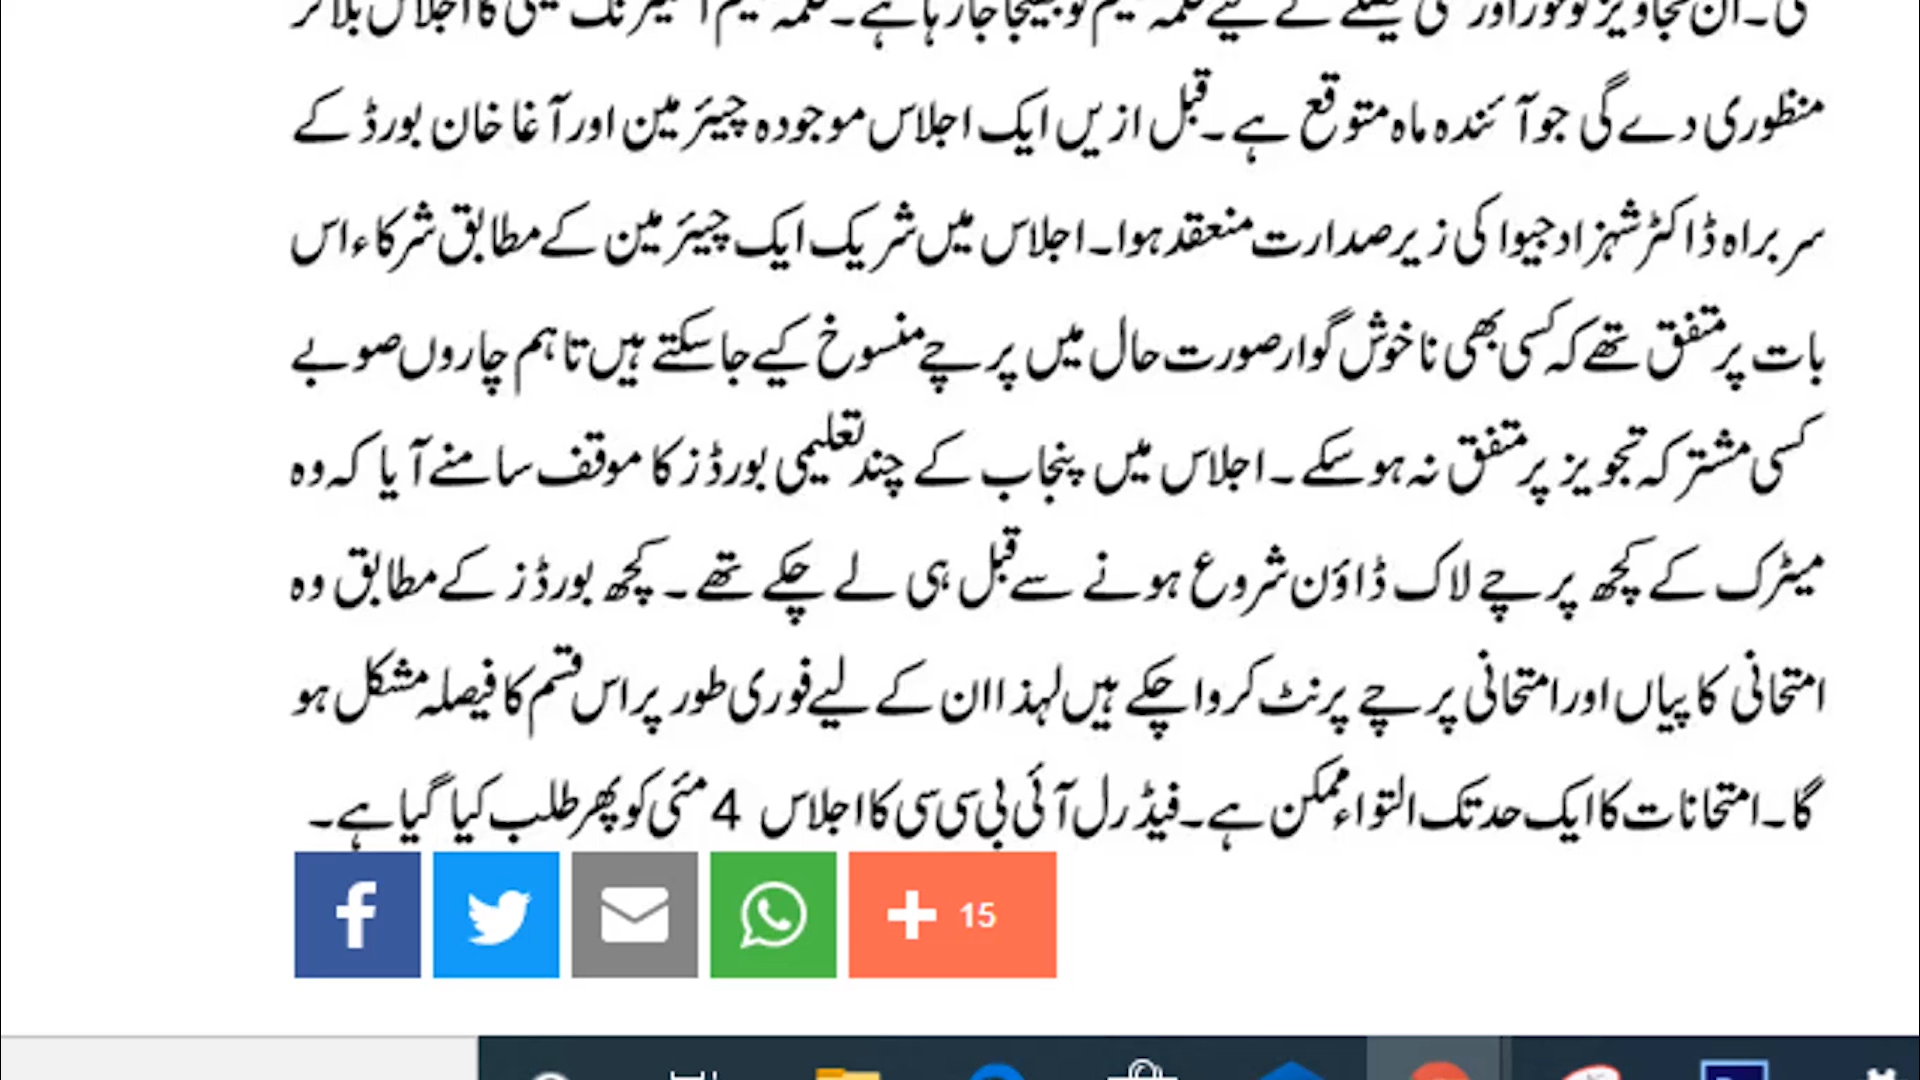 منظوری دے گی جو آئندہ ماہ متوقع ہے۔ قبل ازیں ایک اجلاس موجودہ چیئرمین اور آغا خان بورڈ کے
سربراہ ڈاکٹر شہزاد جیوا کی زیر صدارت منعقد ہوا۔ اجلاس میں شریک ایک چیئرمین کے مطابق شرکاء اس
بات پر متفق تھے کہ کسی بھی ناخوش گوار صورت حال میں پرچے منسوخ کیے جاسکتے ہیں تاہم چاروں صوبے
کسی مشترکہ تجویز پر متفق نہ ہوسکے۔ اجلاس میں پنجاب کے چند تعلیمی بورڈز کا موقف سامنے آیا کہ وہ
میٹرک کے کچھ پرچے لاک ڈاؤن شروع ہونے سے قبل ہی لے چکے تھے۔ کچھ بورڈز کے مطابق وہ
امتحانی کاپیاں اور امتحانی پرچے پرنٹ کروا چکے ہیں لہذا ان کے لیے فوری طور پر اس قسم کا فیصلہ مشکل ہو
گا۔ امتحانات کا ایک حد تک التواء ممکن ہے۔ فیڈرل آئی بی سی سی کا اجلاس 4 مئی کو پھر طلب کیا گیا ہے۔
15